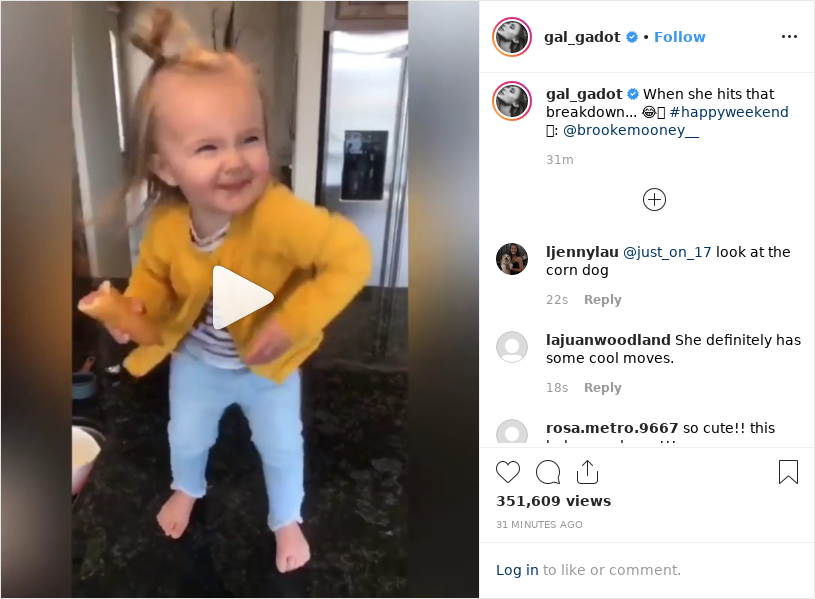 gal_gadot • Follow
gal_gadot When she hits that
breakdown... 😂 #happyweekend
: @brookemooney__
31m
ljennylau @just_on_17 look at the
corn dog
22s Reply
lajuanwoodland She definitely has
some cool moves.
18s Reply
rosa.metro.9667 so cute!! this
351,609 views
31 MINUTES AGO
Log in to like or comment.